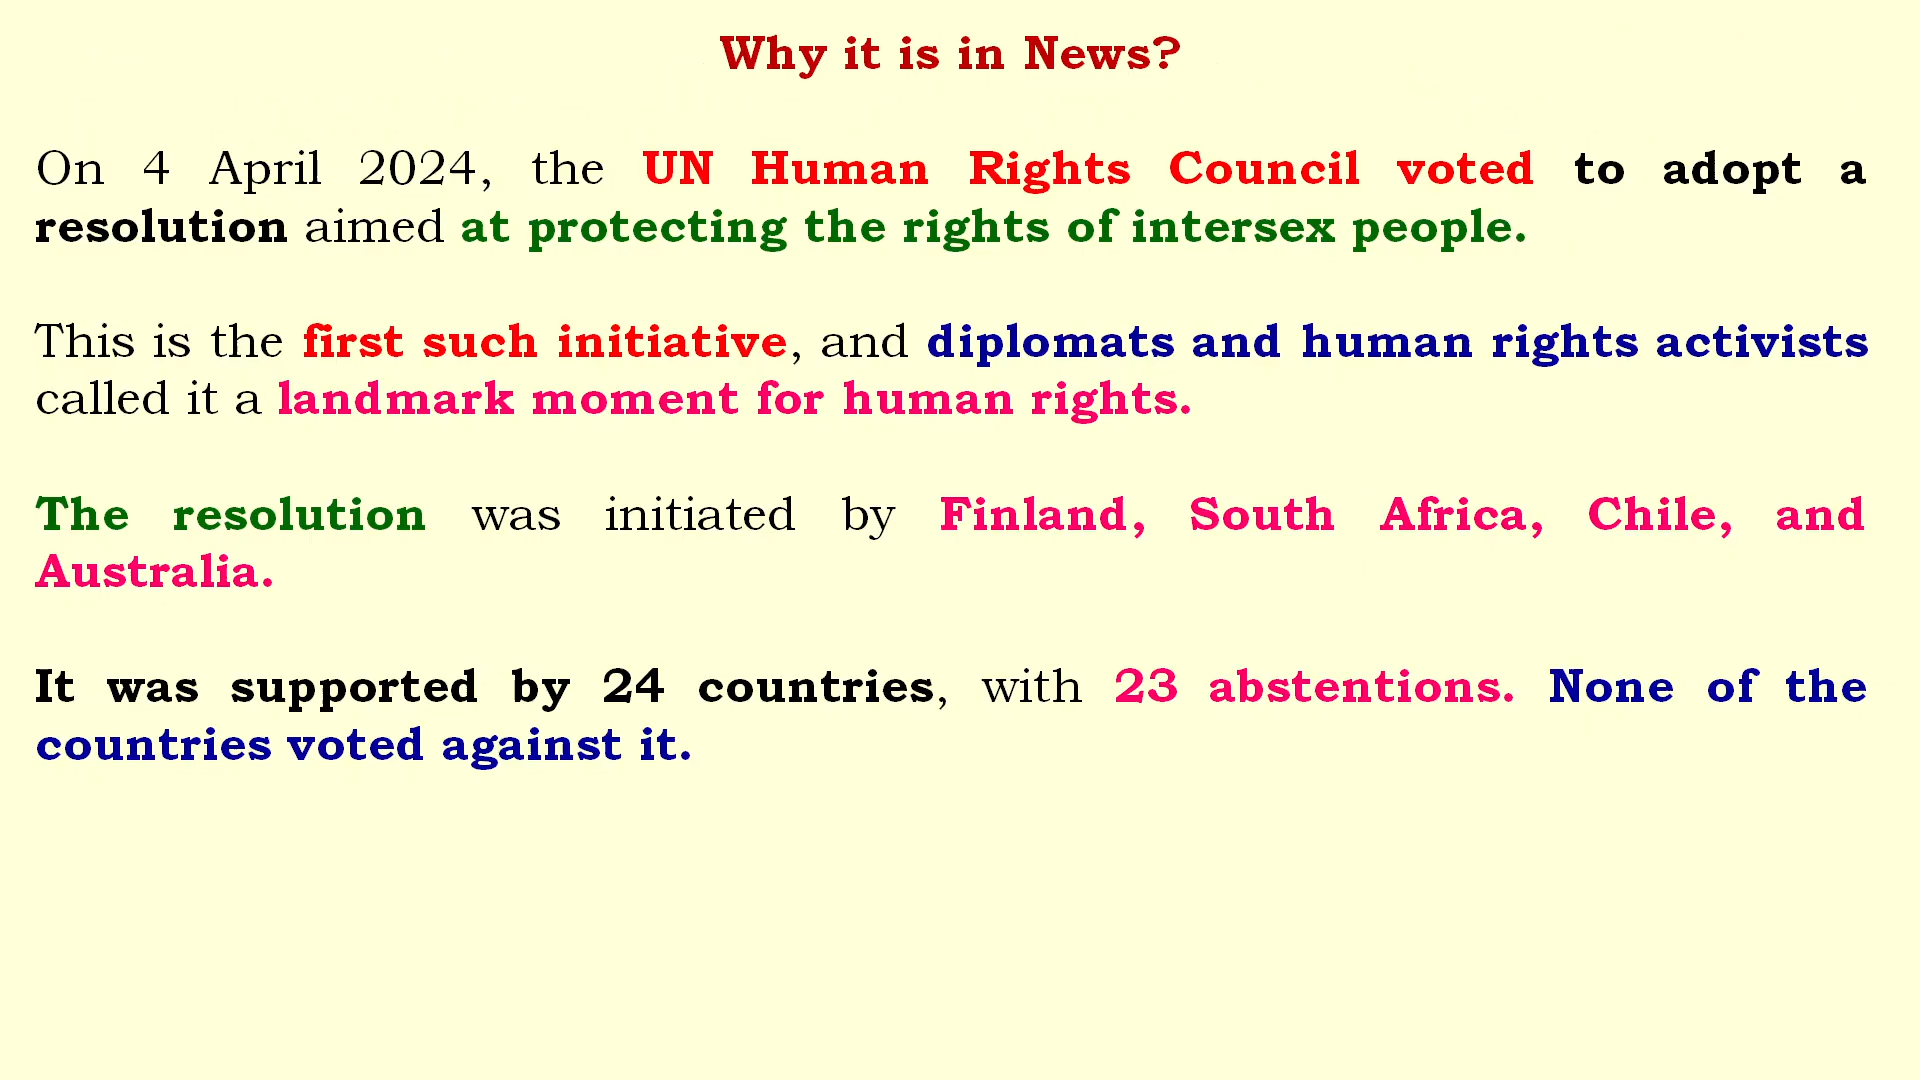 Why it is in News?
On 4 April 2024, the UN Human Rights Council voted to adopt a
resolution aimed at protecting the rights of intersex people.
This is the first such initiative, and diplomats and human rights activists
called it a landmark moment for human rights.
The resolution was initiated by Finland, South Africa, Chile, and
Australia.
It was supported by 24 countries, with 23 abstentions. None of the
countries voted against it.